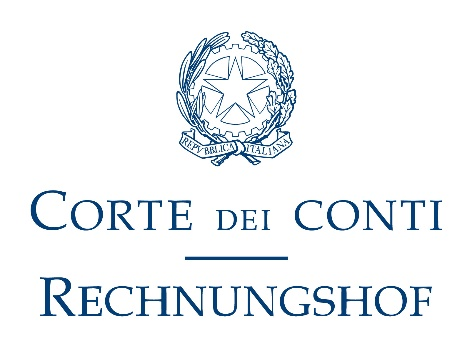 REPVBBLICA ITALIANA
CORTE DEI CONTI
RECHNUNGSHOF